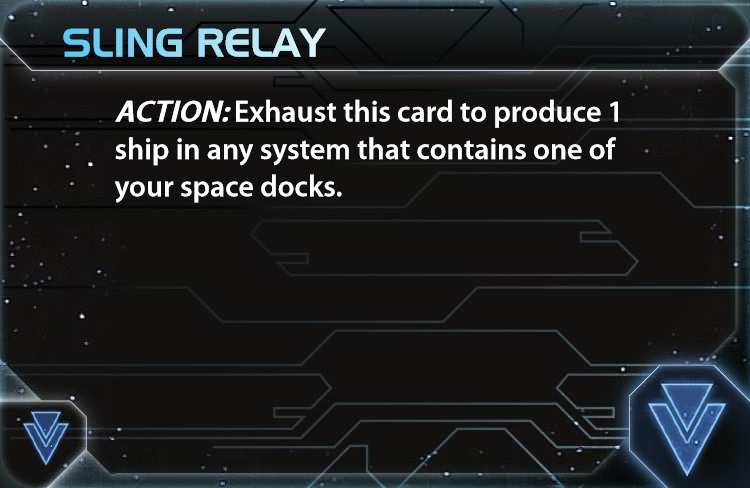 SLING RELAY
ACTION: Exhaust this card to produce 1
ship in any system that contains one of
your space docks.